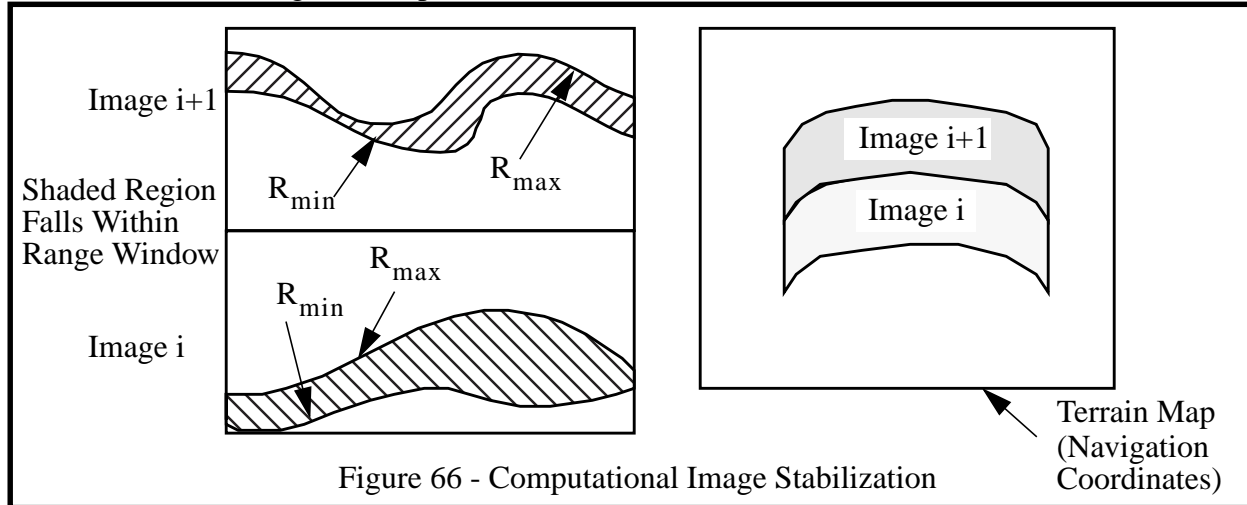 Image i+1
R min
R max
Shaded Region
Falls Within
Range Window
R max
R min
Image i
Image i+1
Image i
Terrain Map
(Navigation
Coordinates)
Figure 66 - Computational Image Stabilization